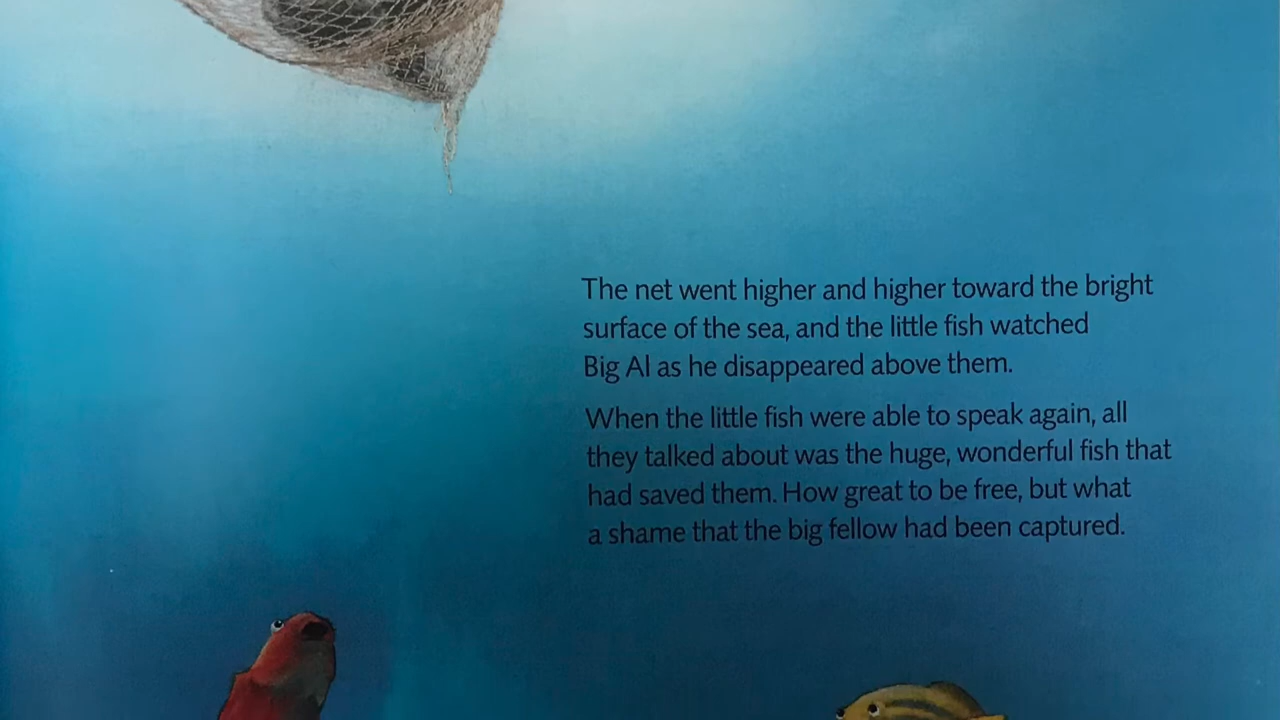 The net went higher and higher toward the bright
surface of the sea, and the little fish watched
Big Al as he disappeared above them.
When the little fish were able to speak again, all
they talked about was the huge, wonderful fish that
had saved them. How great to be free, but what
a shame that the big fellow had been captured.